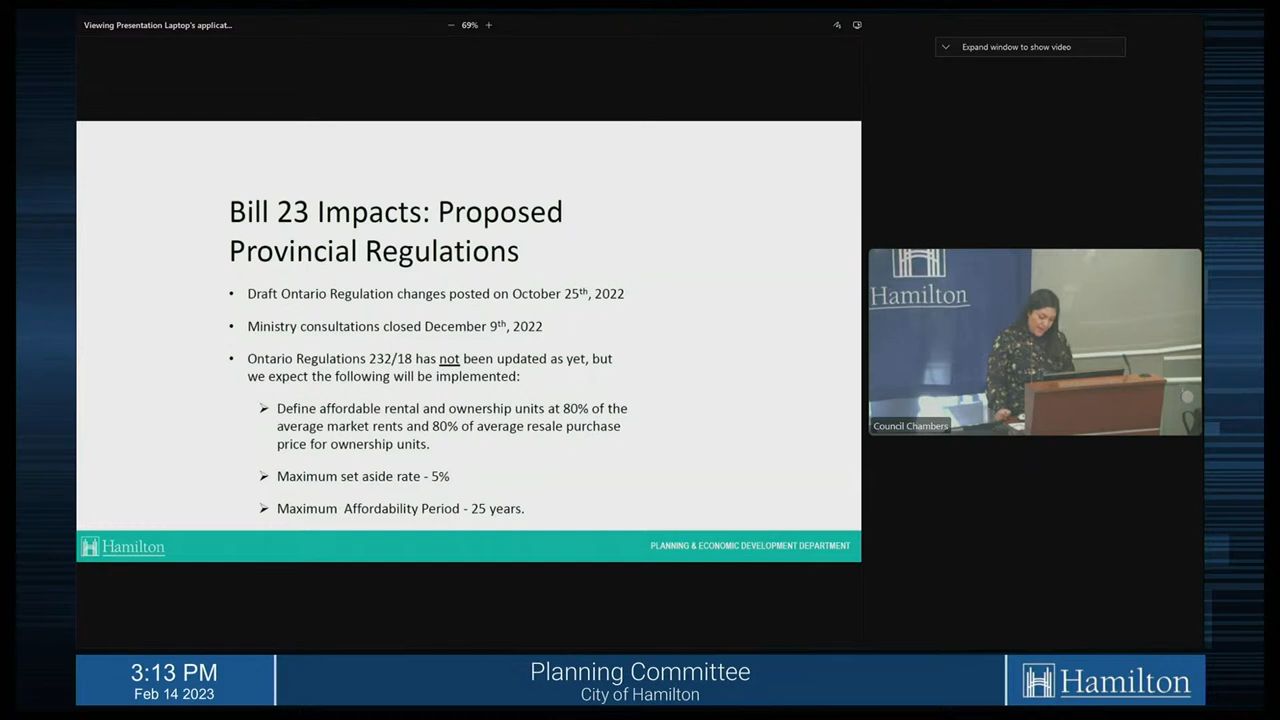 Viewing Presentation Laptop's applicat...
69%
Expand window to show video
Bill 23 Impacts: Proposed
Provincial Regulations
• Draft Ontario Regulation changes posted on October 25th, 2022
• Ministry consultations closed December 9th, 2022
• Ontario Regulations 232/18 has not been updated as yet, but
we expect the following will be implemented:
➢ Define affordable rental and ownership units at 80% of the
average market rents and 80% of average resale purchase
price for ownership units.
➢ Maximum set aside rate - 5%
➢ Maximum Affordability Period - 25 years.
Hamilton
PLANNING & ECONOMIC DEVELOPMENT DEPARTMENT
Hamilton
Council Chambers
3:13 PM
Feb 14 2023
Planning Committee
City of Hamilton
Hamilton